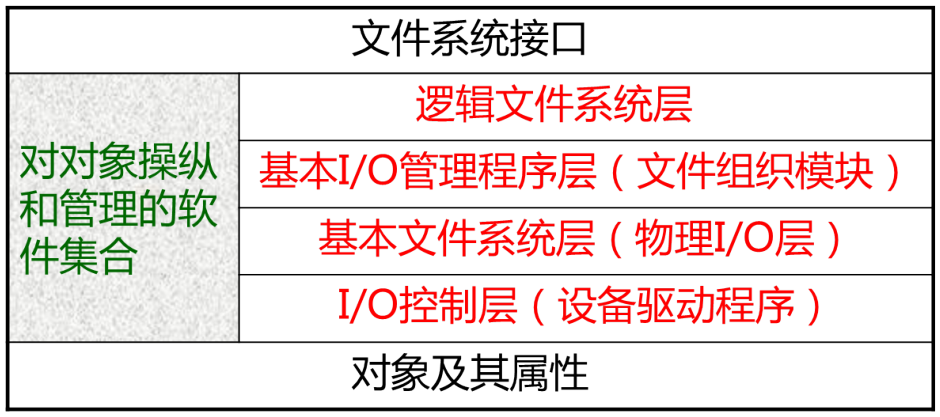 文件系统接口
对对象操纵
和管理的软
件集合
逻辑文件系统层
基本I/O管理程序层（文件组织模块）
基本文件系统层（物理I/O层）
I/O控制层（设备驱动程序）
对象及其属性